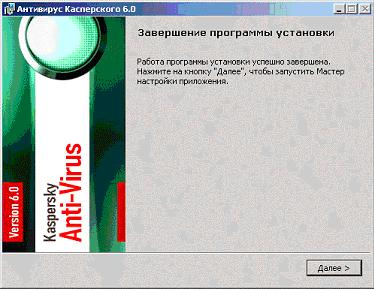 Антивирус Касперского 6.0
Завершение программы установки
Работа программы установки успешно завершена.
Нажмите на кнопку "Далее", чтобы запустить Мастер
настройки приложения.
Version 6.0
Kaspersky
Anti-Virus
Далее >